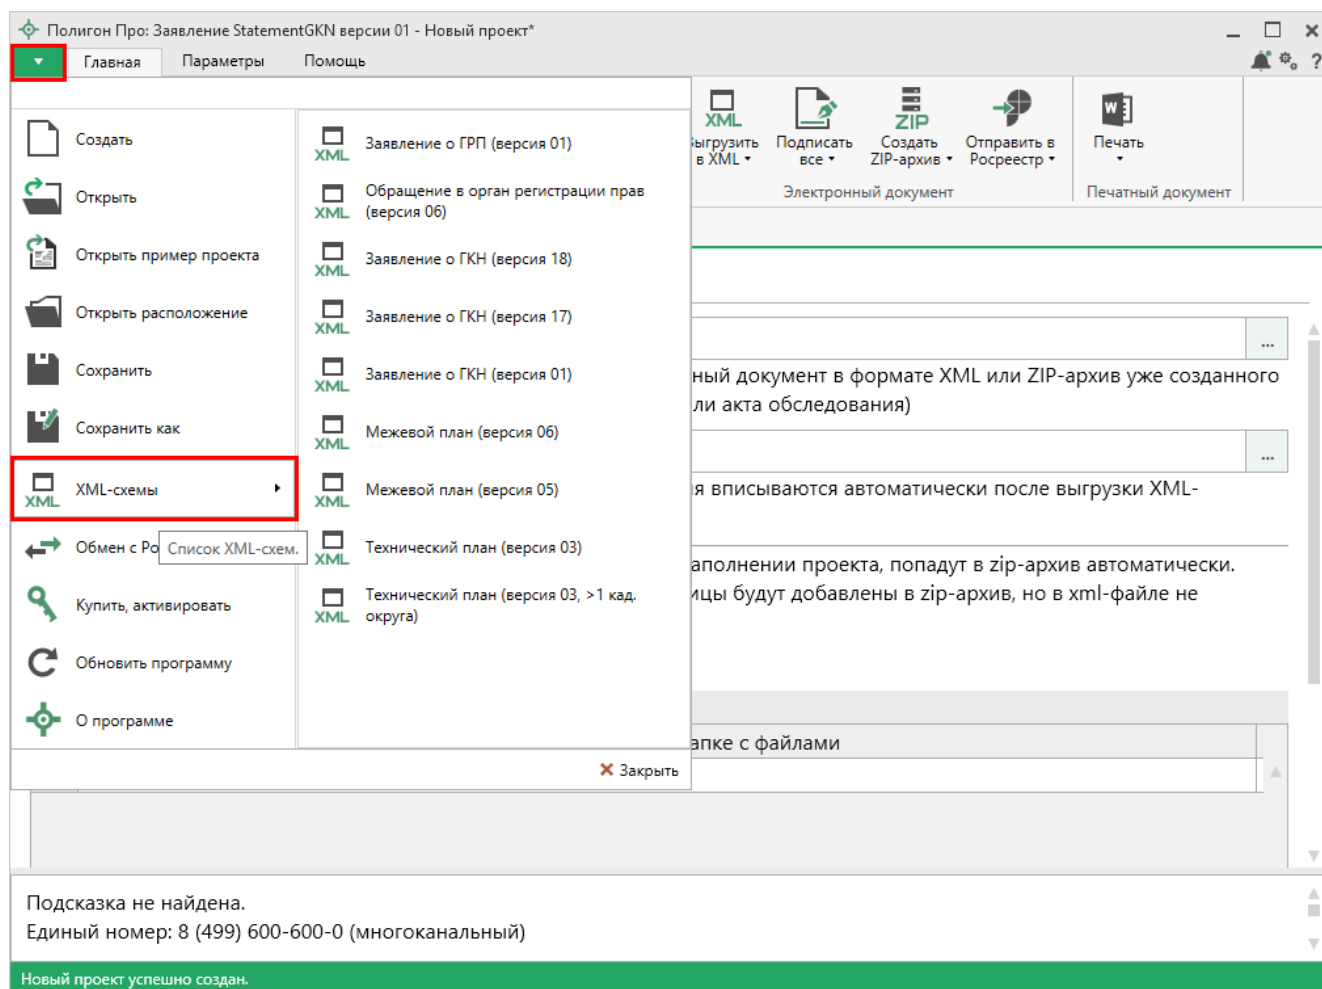 Полигон Про: Заявление StatementGKN версии 01 - Новый проект*
Главная Параметры Помощь
?
Создать
Открыть
Открыть пример проекта
Открыть расположение
Сохранить
Сохранить как
XML
XML-схемы
Обмен с Ро
Список XML-схем.
Купить, активировать
Обновить программу
О программе
XML
Заявление о ГРП (версия 01)
XML
Обращение в орган регистрации прав
(версия 06)
XML
Заявление о ГКН (версия 18)
XML
Заявление о ГКН (версия 17)
XML
Заявление о ГКН (версия 01)
XML
Межевой план (версия 06)
XML
Межевой план (версия 05)
XML
Технический план (версия 03)
XML
Технический план (версия 03, >1 кад.
округа)
Закрыть
XML
ыгрузить
в XML
Подписать
все
ZIP
Создать
ZIP-архив
Отправить в
Росреестр
W
Печать
Электронный документ
Печатный документ
...
ный документ в формате XML или ZIP-архив уже созданного
ли акта обследования)
...
я вписываются автоматически после выгрузки XML-
аполнении проекта, попадут в zip-архив автоматически.
ицы будут добавлены в zip-архив, но в xml-файле не
апке с файлами
Подсказка не найдена.
Единый номер: 8 (499) 600-600-0 (многоканальный)
Новый проект успешно создан.